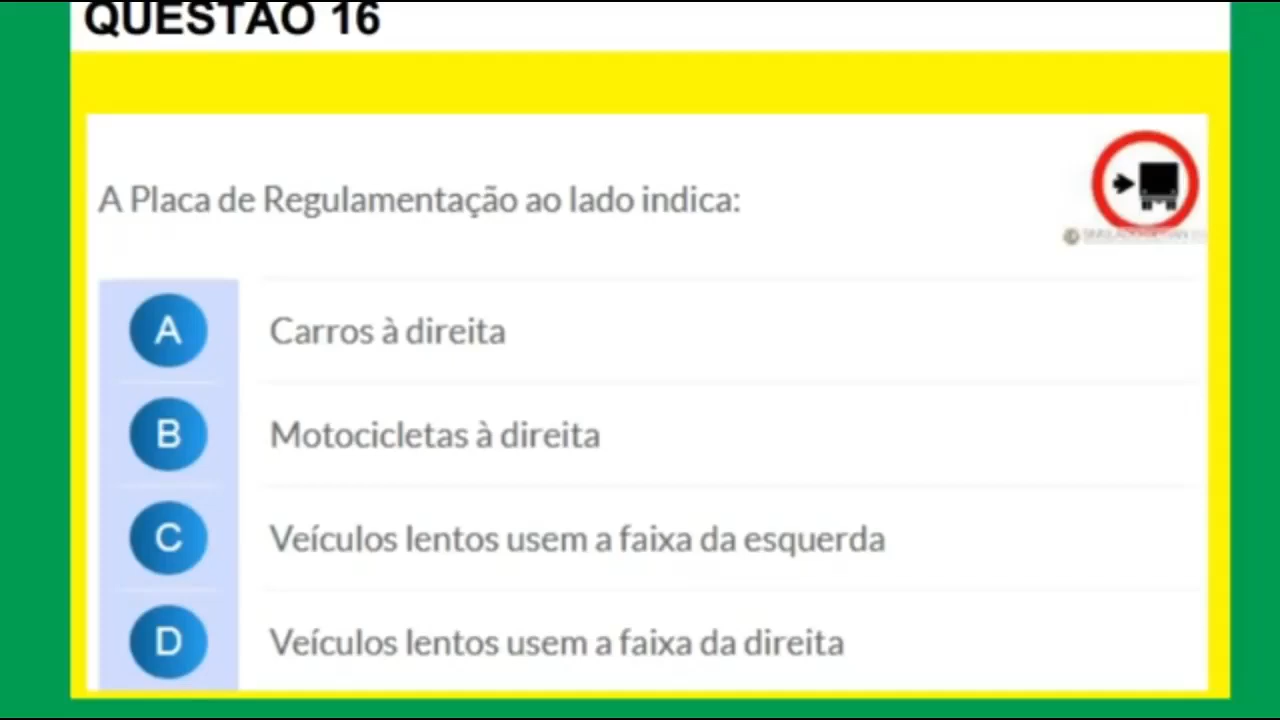 QUESTÃO 16
A Placa de Regulamentação ao lado indica:
A Carros à direita
B Motocicletas à direita
C Veículos lentos usem a faixa da esquerda
D Veículos lentos usem a faixa da direita